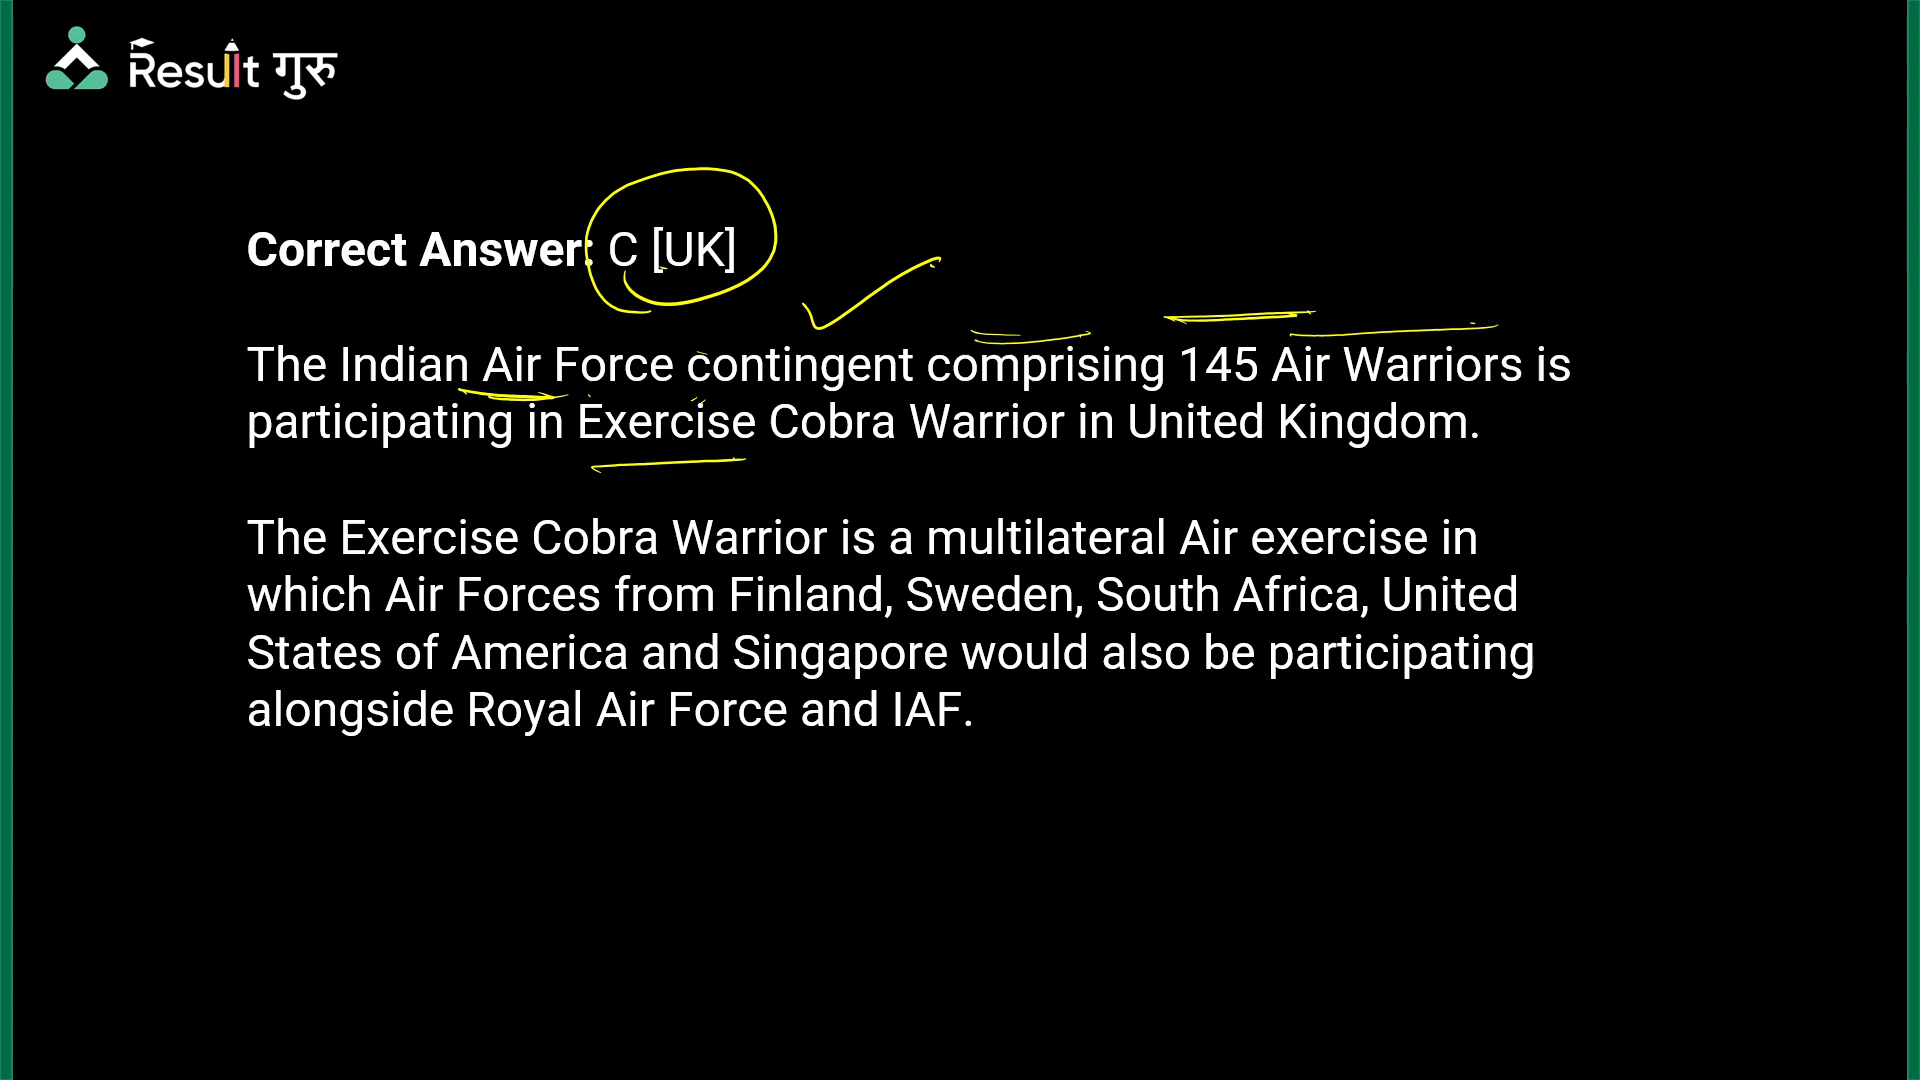 Result गुरु
Correct Answer: C [UK]
The Indian Air Force contingent comprising 145 Air Warriors is
participating in Exercise Cobra Warrior in United Kingdom.
The Exercise Cobra Warrior is a multilateral Air exercise in
which Air Forces from Finland, Sweden, South Africa, United
States of America and Singapore would also be participating
alongside Royal Air Force and IAF.